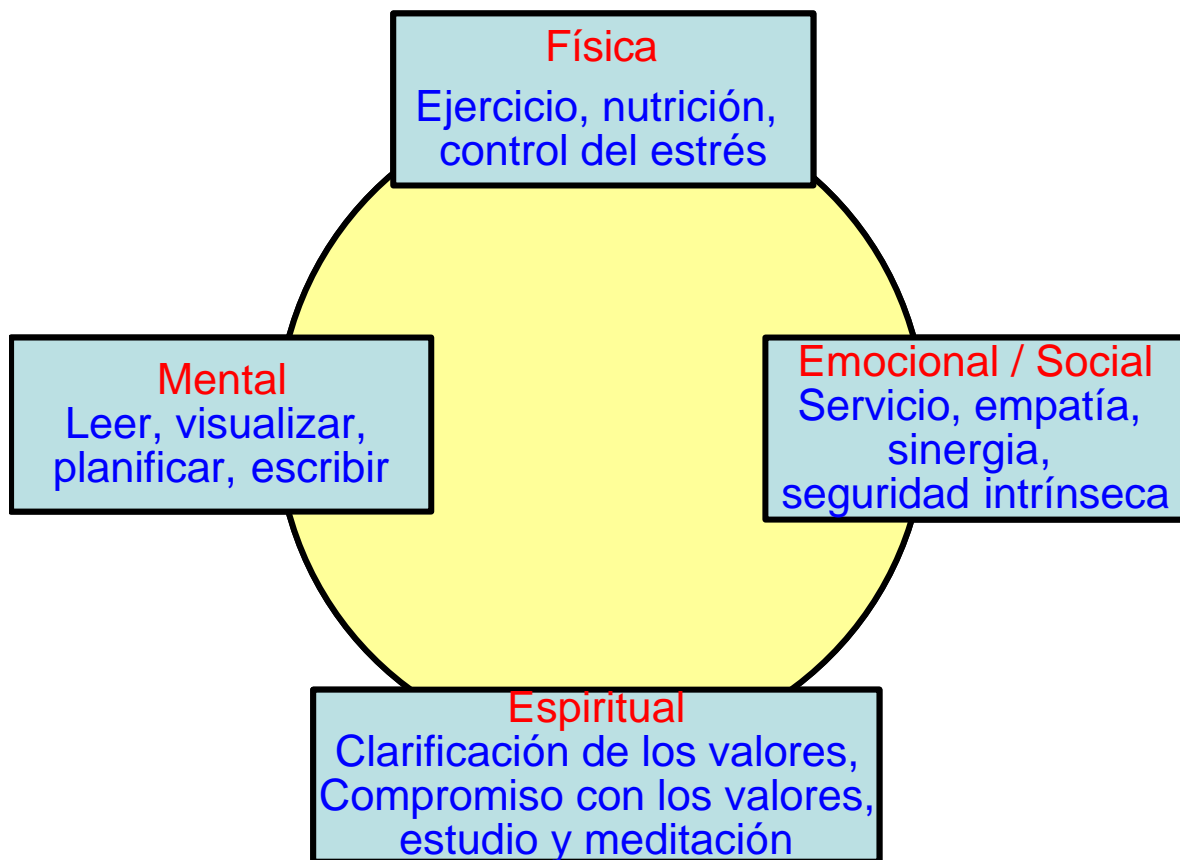 Física
Ejercicio, nutrición,
control del estrés
Mental
Leer, visualizar,
planificar, escribir
Emocional / Social
Servicio, empatía,
sinergia,
seguridad intrínseca
Espiritual
Clarificación de los valores,
Compromiso con los valores,
estudio y meditación